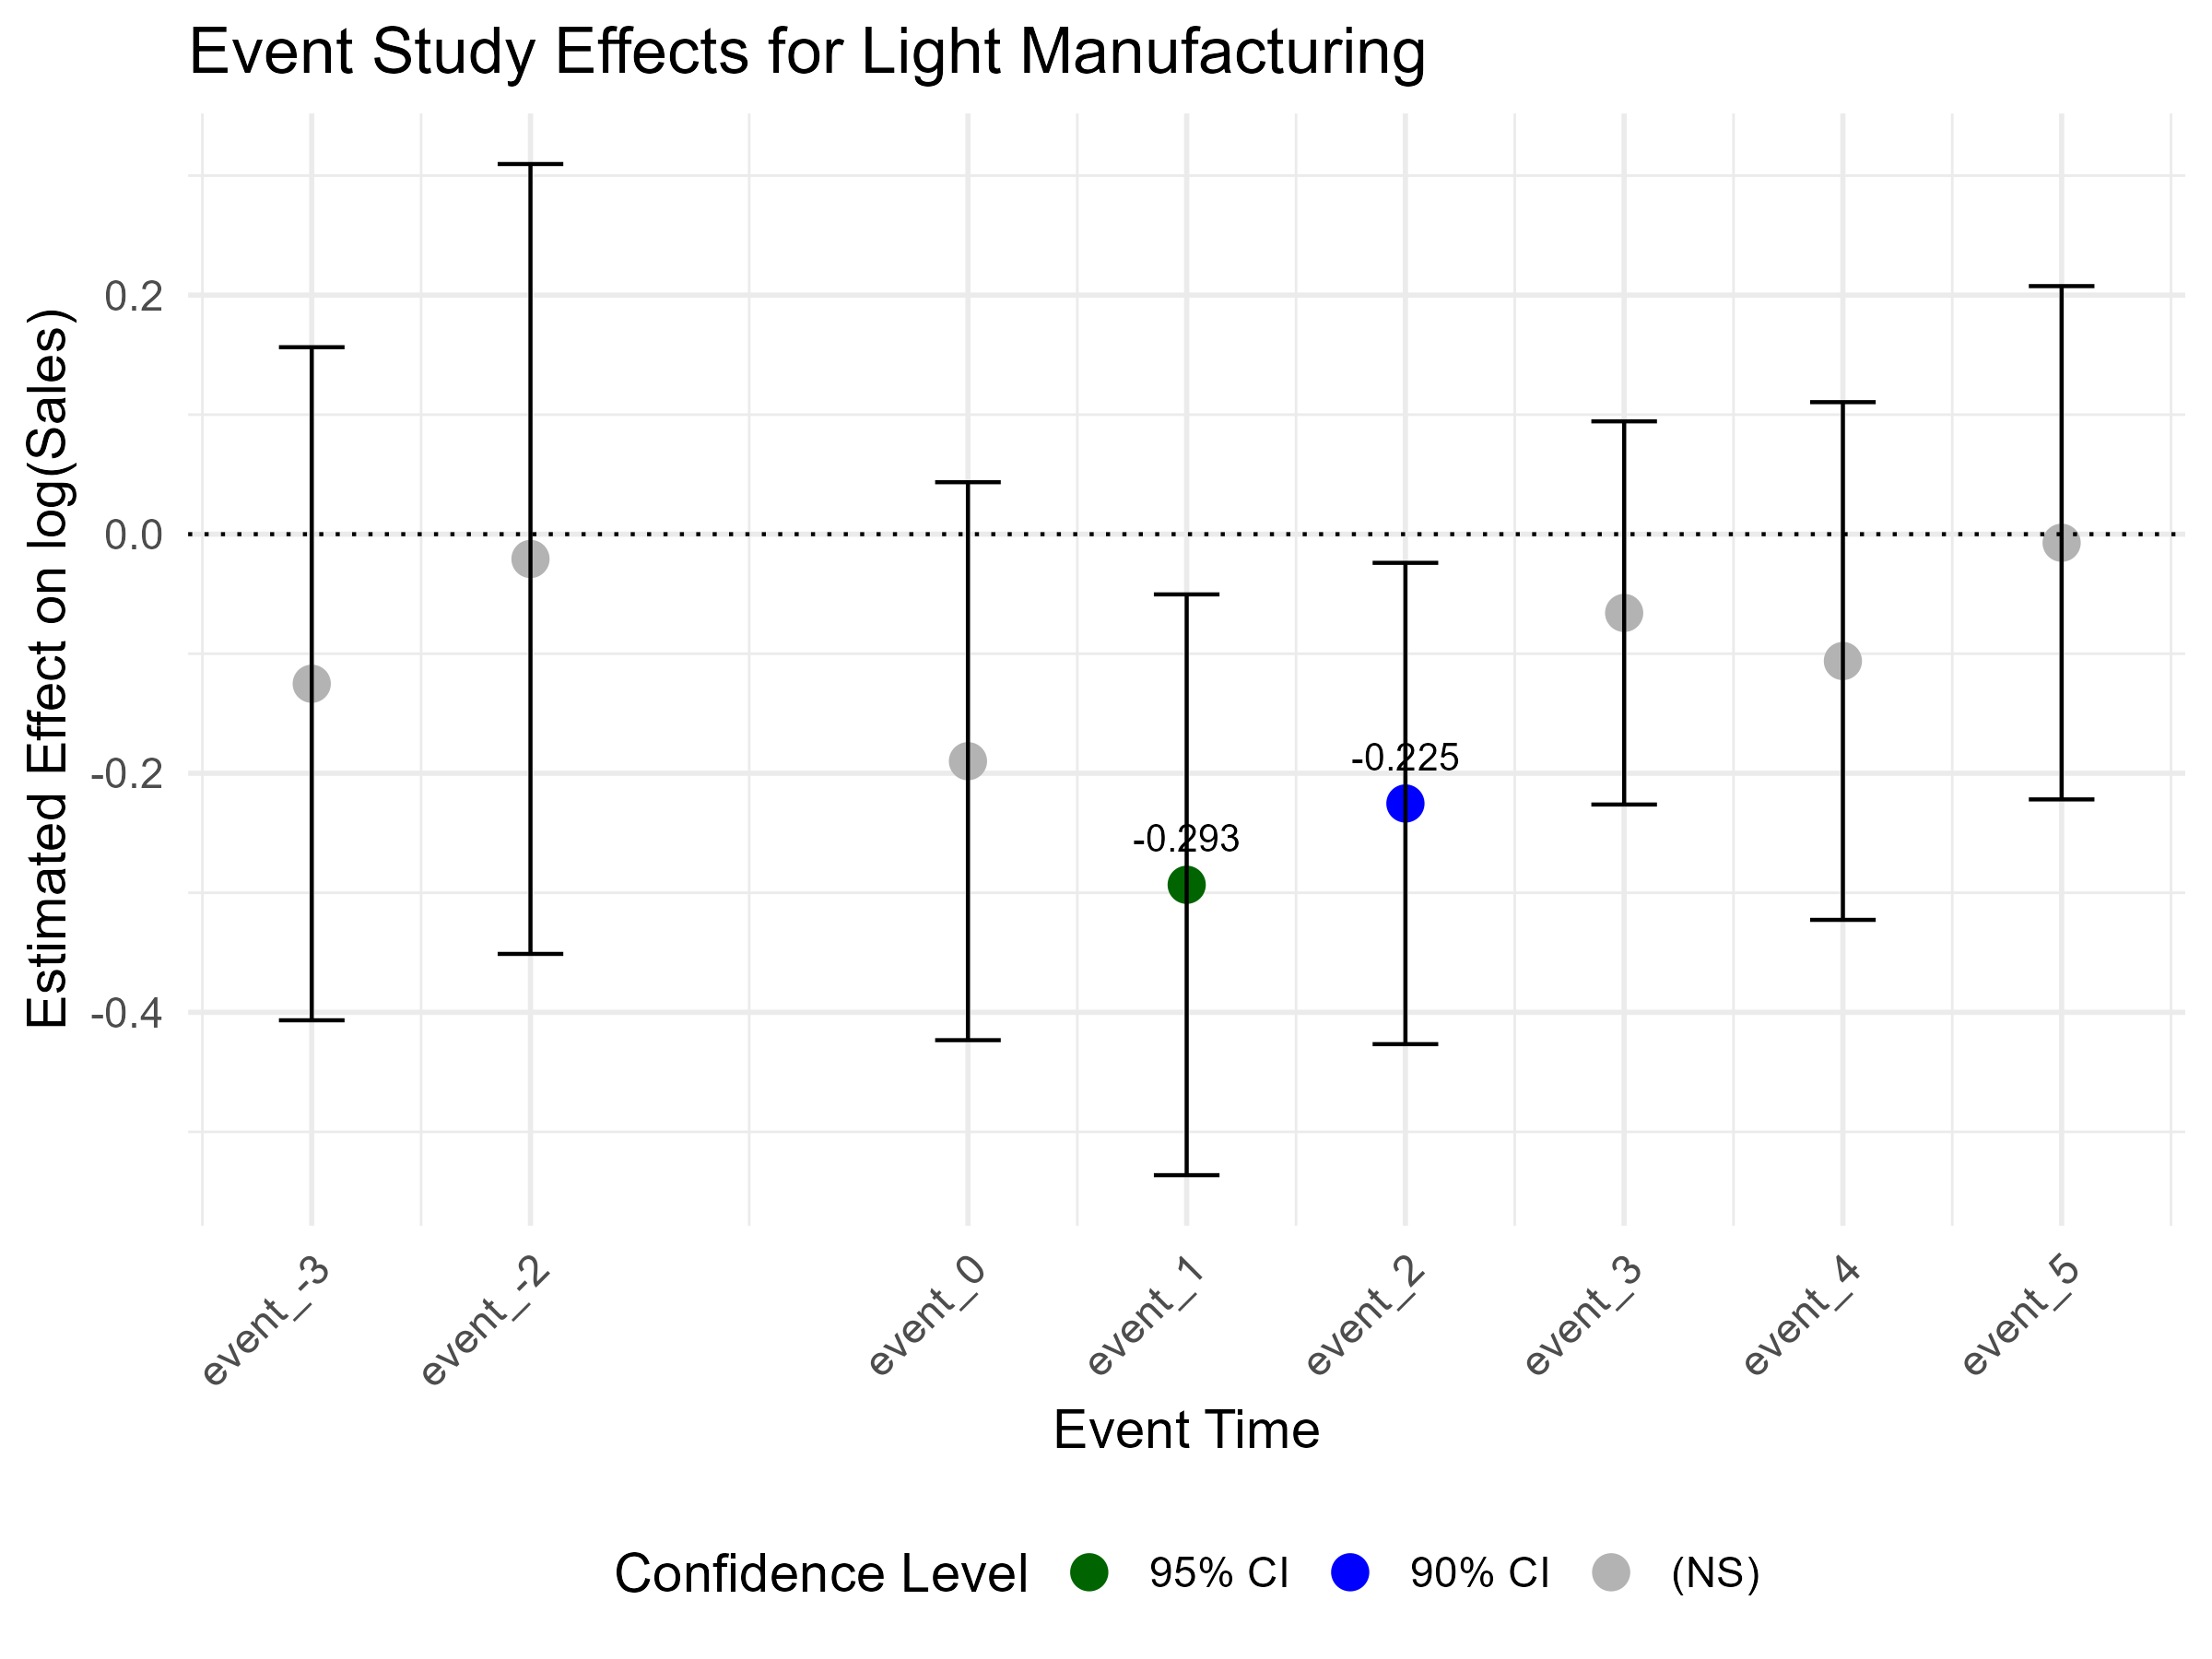 Event Study Effects for Light Manufacturing
Estimated Effect on log(Sales)
0.2
0.0
-0.2
-0.4
-0.293
-0.225
event_-3
event_-2
event_0
event_1
event_2
event_3
event_4
event_5
Event Time
Confidence Level 95% CI 90% CI (NS)